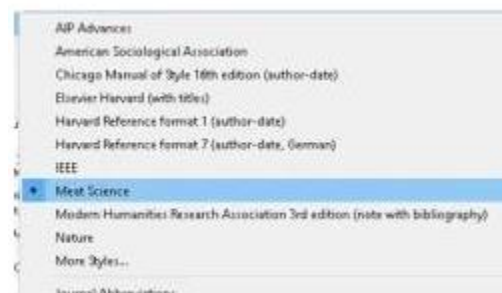 AIP Advances
American Sociological Association
Chicago Manual of Style 16th edition (author-date)
Elsevier Harvard (with titles)
Harvard Reference format 1 (author-date)
Harvard Reference format 7 (author-date, German)
IEEE
Meat Science
Modern Humanities Research Association 3rd edition (note with bibliography)
Nature
More Styles...
Journal Abbreviations